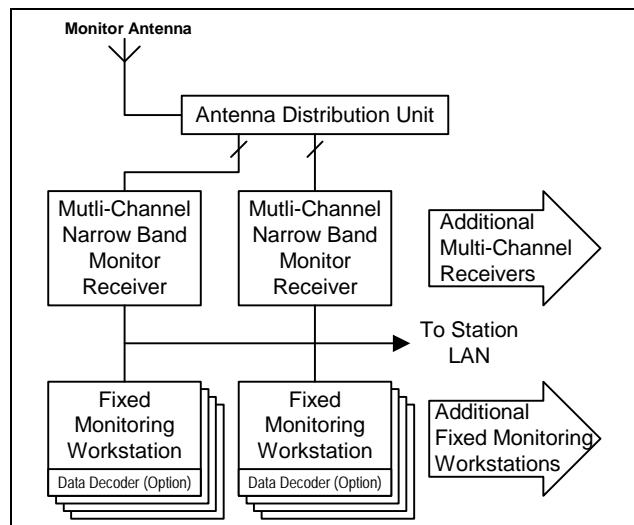 Monitor Antenna
Antenna Distribution Unit
Mutli-Channel
Narrow Band
Monitor
Receiver
Mutli-Channel
Narrow Band
Monitor
Receiver
Additional
Multi-Channel
Receivers
To Station
LAN
Fixed
Monitoring
Workstation
Data Decoder (Option)
Fixed
Monitoring
Workstation
Data Decoder (Option)
Additional
Fixed Monitoring
Workstations